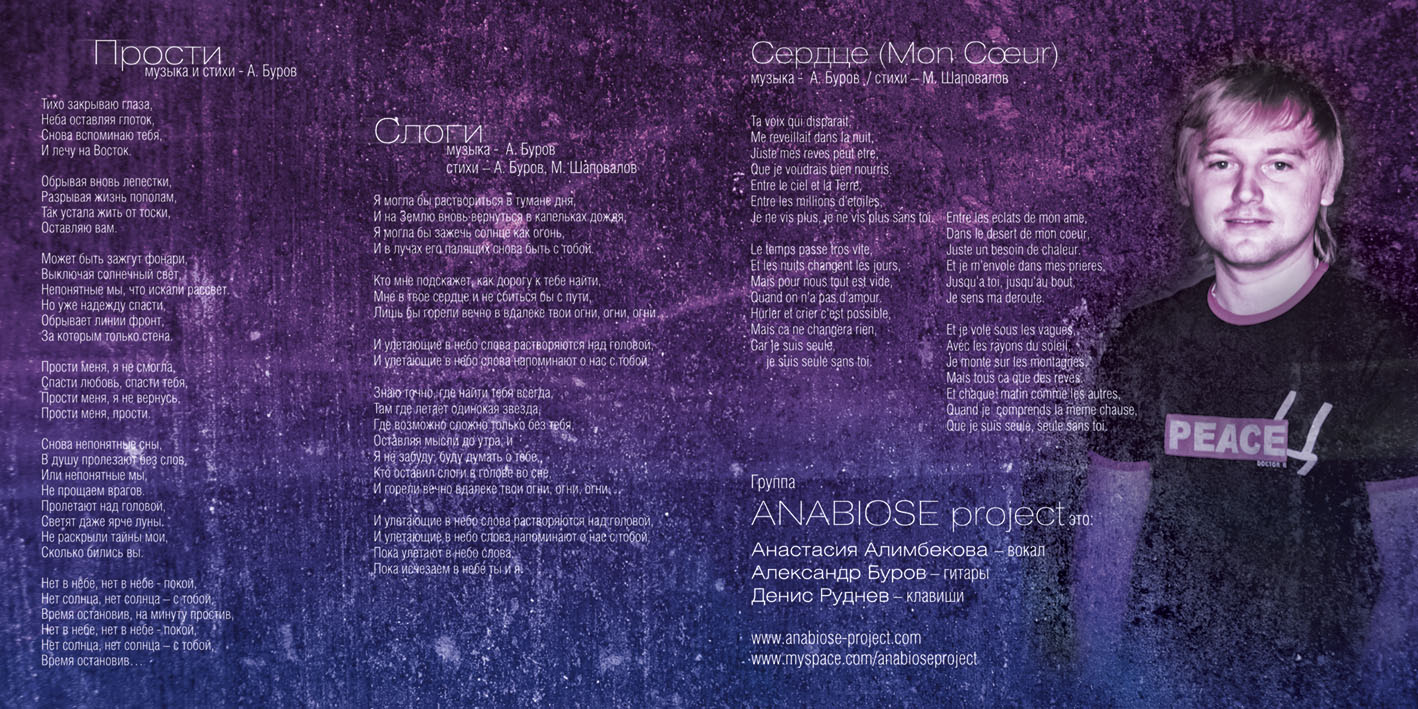 Прости
музыка и стихи - А. Буров
Тихо закрываю глаза,
Неба оставляя глоток,
Снова вспоминаю тебя,
И лечу на Восток.
Обрывая вновь лепестки,
Разрывая жизнь пополам,
Так устала жить от тоски,
Оставляю вам.
Может быть зажгут фонари,
Выключая солнечный свет,
Непонятные мы, что искали рассвет.
Но уже надежду спасти,
Обрывает линии фронт,
За которым только стена.
Прости Меня, я не смогла,
Спасти любовь, спасти тебя,
Прости меня, я не вернусь,
Прости меня, прости.
Снова непонятные сны,
В душу пролезают без слов,
Или непонятные мы,
Не прощаем врагов.
Пролетают над головой,
Светят даже ярче луны.
Не раскрыли тайны мои,
Сколько бились вы.
Нет в небе, нет в небе - покой,
Нет солнца, нет солнца – с тобой,
Время остановив, на минуту простив,
Нет в небе, нет в небе - покой,
Нет солнца, нет солнца – с тобой,
Время остановив…
Слоги
музыка - А. Буров
стихи – А. Буров, М. Шаповалов
Я могла бы раствориться в тумане дня,
И на Землю вновь вернуться в капельках дождя,
Я могла бы зажечь солнце как огонь,
И в лучах его палящих снова быть с тобой.
Кто мне подскажет, как дорогу к тебе найти,
Мне в твое сердце и не сбиться бы с пути,
Лишь бы горели вечно в вдалеке твои огни, огни, огни…
И улетающие в небо слова растворяются над головой,
И улетающие в небо слова напоминают о нас с тобой.
Знаю точно, где найти тебя всегда,
Там где летает одинокая звезда,
Где возможно сложно только без тебя,
Оставляя мысли до утра, и
Я не забуду, буду думать о тебе,
Кто оставил слоги в голове во сне,
И горели вечно вдалеке твои огни, огни, огни…
И улетающие в небо слова растворяются над головой,
И улетающие в небо слова напоминают о нас с тобой,
Пока улетают в небо слова,
Пока исчезаем в небе ты и я.
Сердце (Mon Cœur)
музыка - А. Буров / стихи – М. Шаповалов
Ta voix qui disparait,
Me reveillait dans la nuit,
Juste mes reves peut etre,
Que je voudrais bien nourris.
Entre le ciel et la Terre,
Entre les millions d'etoiles,
Je ne vis plus, je ne vis plus sans toi.
Le temps passe tros vite,
Et les nuits changent les jours,
Mais pour nous tout est vide,
Quand on n'a pas d'amour.
Hurler et crier c'est possible,
Mais ca ne changera rien,
Car je suis seule,
je suis seule sans toi.
Entre les eclats de mon ame,
Dans le desert de mon coeur,
Juste un besoin de chaleur,
Et je m'envole dans mes prieres,
Jusqu'a toi, jusqu'au bout,
Je sens ma deroute.
Et je vole sous les vagues,
Avec les rayons du soleil,
Je monte sur les montagnes,
Mais tous ca que des reves.
Et chaque matin comme les autres,
Quand je comprends la meme chause,
Que je suis seule, seule sans toi.
Группа
ANABIOSE project это:
Анастасия Алимбекова – вокал
Александр Буров – гитары
Денис Руднев – клавиши
www.anabiose-project.com
www.myspace.com/anabioseproject
PEACE